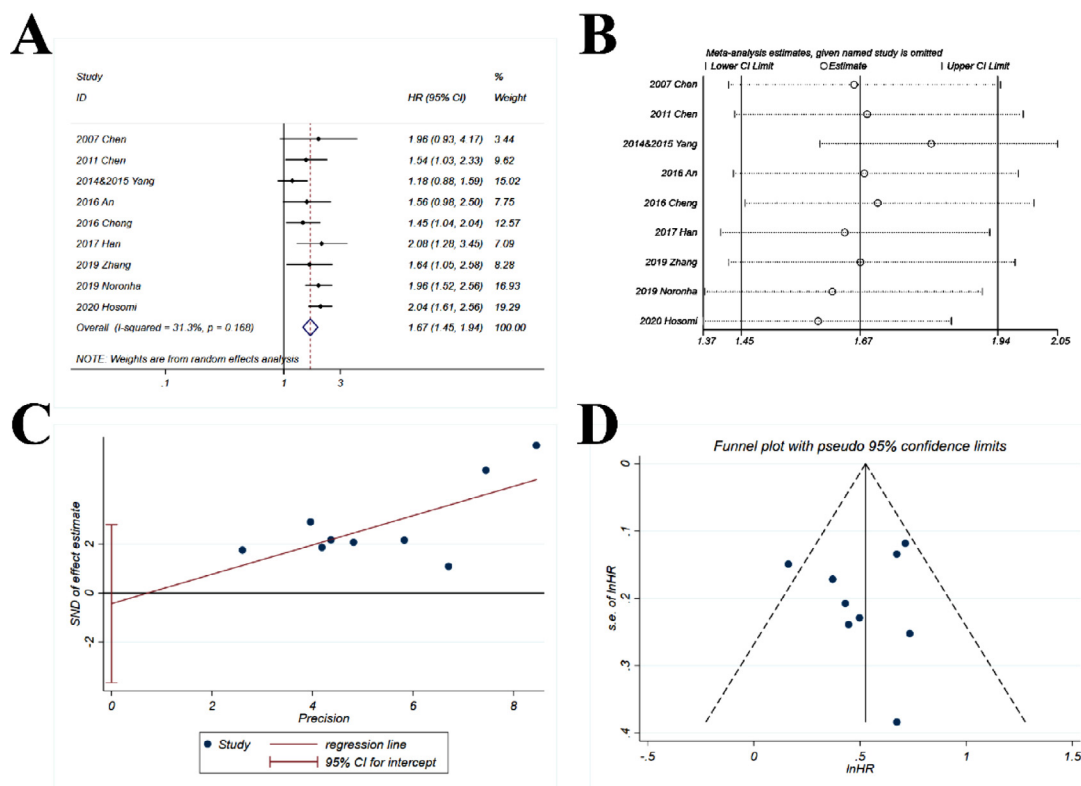 A
Study
%
ID
HR (95% CI)
Weight
2007 Chen
1.96 (0.93, 4.17)
3.44
2011 Chen
1.54 (1.03, 2.33)
9.62
2014&2015 Yang
1.18 (0.88, 1.59)
15.02
2016 An
1.56 (0.98, 2.50)
7.75
2016 Cheng
1.45 (1.04, 2.04)
12.57
2017 Han
2.08 (1.28, 3.45)
7.09
2019 Zhang
1.64 (1.05, 2.58)
8.28
2019 Noronha
1.96 (1.52, 2.56)
16.93
2020 Hosomi
2.04 (1.61, 2.56)
19.29
Overall (I-squared = 31.3%, p = 0.168)
1.67 (1.45, 1.94)
100.00
NOTE: Weights are from random effects analysis
.1
1
3
B
Meta-analysis estimates, given named study is omitted
Lower CI Limit
Estimate
Upper CI Limit
2007 Chen
2011 Chen
2014&2015 Yang
2016 An
2016 Cheng
2017 Han
2019 Zhang
2019 Noronha
2020 Hosomi
1.37
1.45
1.67
1.94
2.05
C
SND of effect estimate
2
0
-2
0
2
4
6
8
Precision
Study
regression line
95% CI for intercept
D
Funnel plot with pseudo 95% confidence limits
s.e. of lnHR
0
.1
.2
.3
.4
-.5
0
.5
1
1.5
lnHR